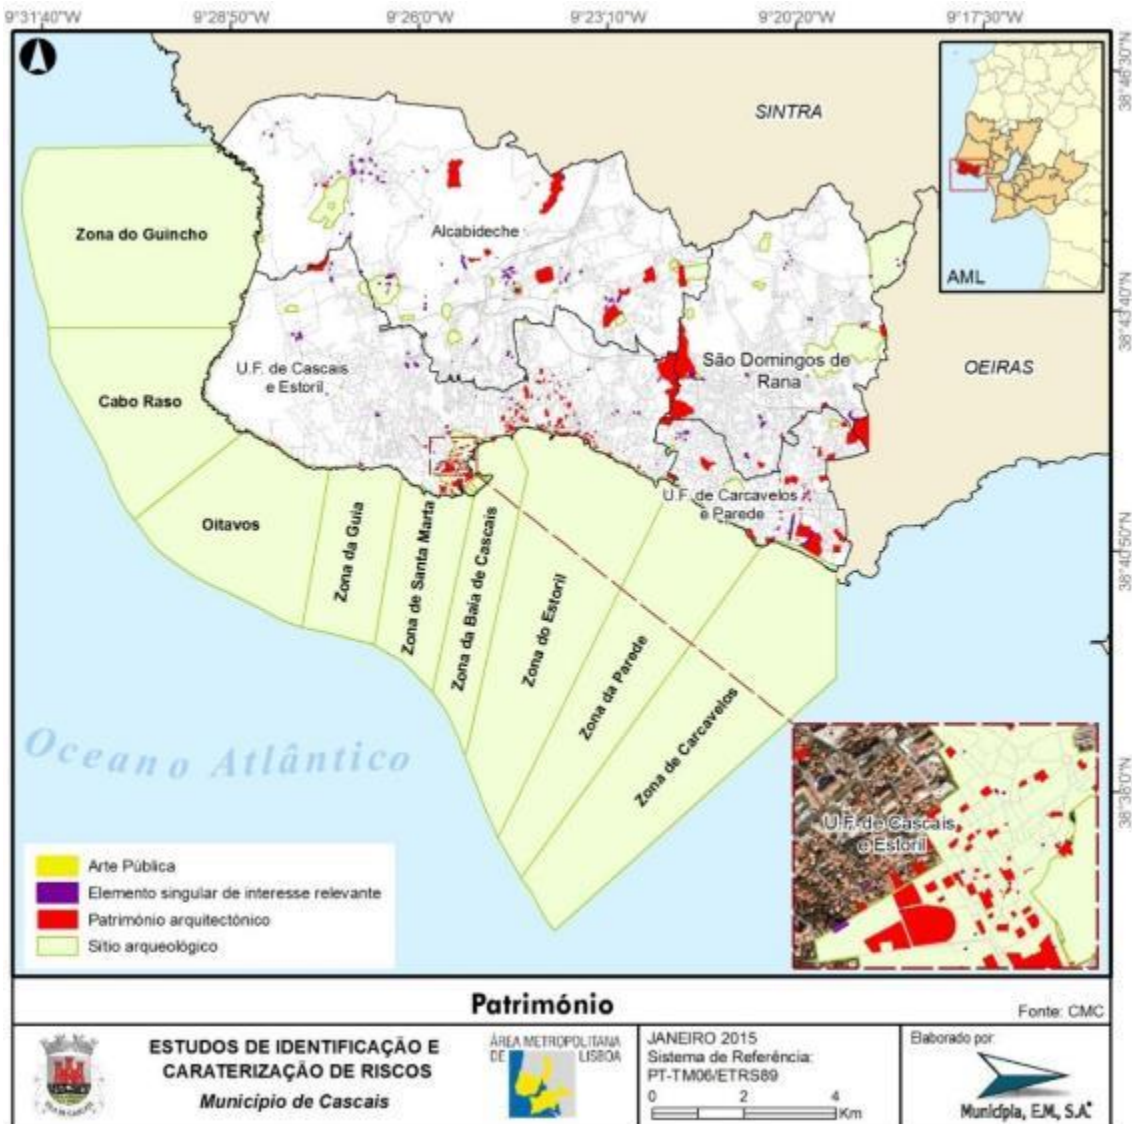 9°31'40"W
9°28'50"W
9°26'0"W
9°23'10"W
9°20'20"W
9°17'30"W
38°46'30"N
38°43'40"N
38°40'50"N
38°38'0"N
SINTRA
AML
Zona do Guincho
Alcabideche
Cabo Raso
U.F. de Cascais
e Estoril
São Domingos de
Rana
OEIRAS
Oitavos
Zona da Guia
Zona de Santa Marta
Zona da Baia de Cascais
Zona do Estoril
Zona da Parede
Zona de Carcavelos
U.F. de Carcavelos
e Parede
Oceano Atlântico
U.F. de Cascais
e Estoril
Arte Pública
Elemento singular de interesse relevante
Património arquitectónico
Sítio arqueológico
Património
Fonte: CMC
ESTUDOS DE IDENTIFICAÇÃO E
CARATERIZAÇÃO DE RISCOS
Município de Cascais
ÁREA METROPOLITANA
DE LISBOA
JANEIRO 2015
Sistema de Referência:
PT-TM06/ETRS89
0 2 4
Km
Elaborado por:
Municípia, E.M., S.A.